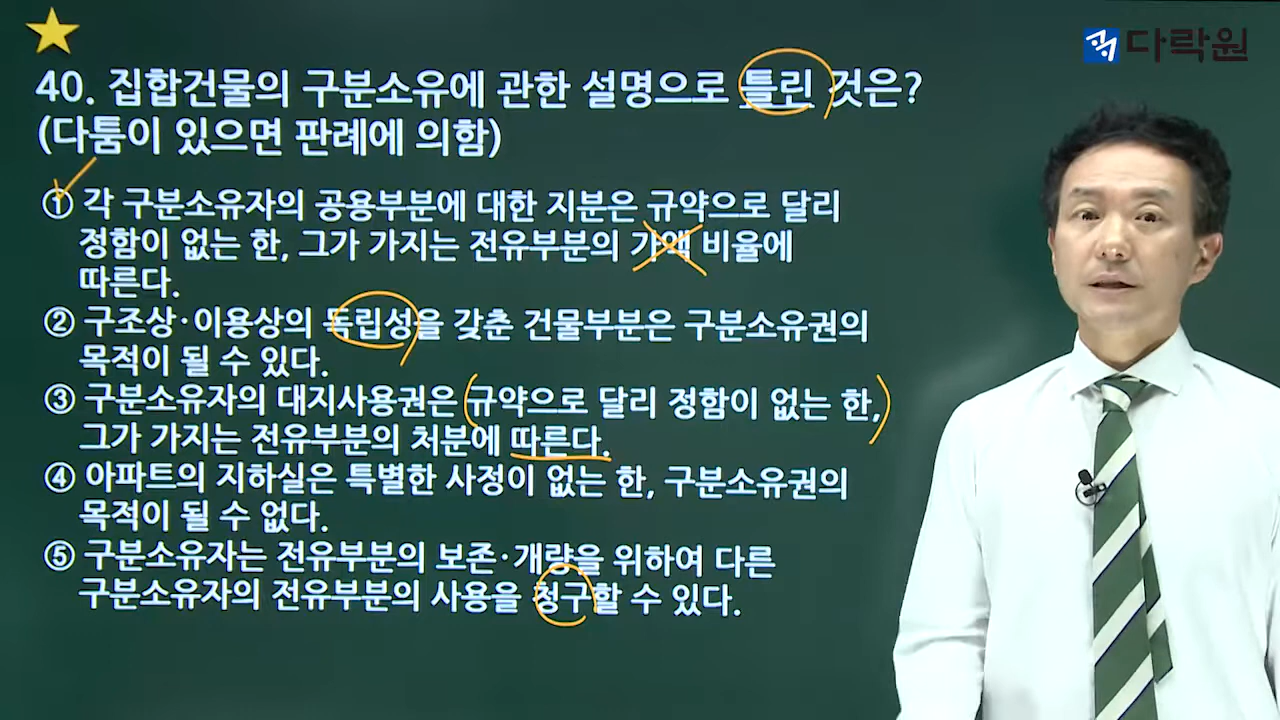 다락원
40. 집합건물의 구분소유에 관한 설명으로 틀린 것은?
(다툼이 있으면 판례에 의함)
① 각 구분소유자의 공용부분에 대한 지분은 규약으로 달리
정함이 없는 한, 그가 가지는 전유부분의 가액 비율에
따른다.
② 구조상·이용상의 독립성을 갖춘 건물부분은 구분소유권의
목적이 될 수 있다.
③ 구분소유자의 대지사용권은 규약으로 달리 정함이 없는 한,
그가 가지는 전유부분의 처분에 따른다.
④ 아파트의 지하실은 특별한 사정이 없는 한, 구분소유권의
목적이 될 수 없다.
⑤ 구분소유자는 전유부분의 보존·개량을 위하여 다른
구분소유자의 전유부분의 사용을 청구할 수 있다.